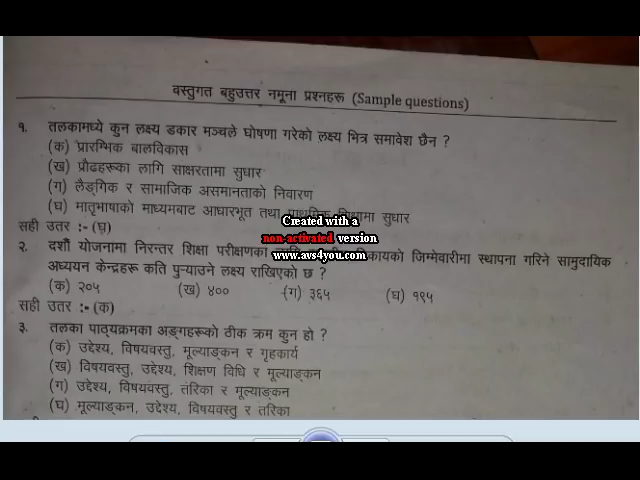 वस्तुगत बहुउत्तर नमूना प्रश्नहरू (Sample questions)
१. तलकामध्ये कुन लक्ष्य डकार मञ्चले घोषणा गरेको लक्ष्य भित्र समावेश छैन ?
(क) प्रारम्भिक बालविकास
(ख) प्रौढहरूका लागि साक्षरतामा सुधार
(ग) लैङ्गिक र सामाजिक असमानताको निवारण
(घ) मातृभाषाको माध्यमबाट आधारभूत तथा सुधार
सही उतर :- (घ)
Created with a
non-activated version
www.avs4you.com
२. दशौं योजनामा निरन्तर शिक्षा परीक्षणका जिम्मेवारीमा स्थापना गरिने सामुदायिक
अध्ययन केन्द्रहरू कति पुऱ्याउने लक्ष्य राखिएको छ ?
(क) २०५ (ख) ४०० (ग) ३६५ (घ) १९५
सही उतर :- (क)
३. तलका पाठ्यक्रमका अङ्गहरूको ठीक क्रम कुन हो ?
(क) उद्देश्य, विषयवस्तु, मूल्याङ्कन र गृहकार्य
(ख) विषयवस्तु, उद्देश्य, शिक्षण विधि र मूल्याङ्कन
(ग) उद्देश्य, विषयवस्तु, तरिका र मूल्याङ्कन
(घ) मूल्याङ्कन, उद्देश्य, विषयवस्तु र तरिका